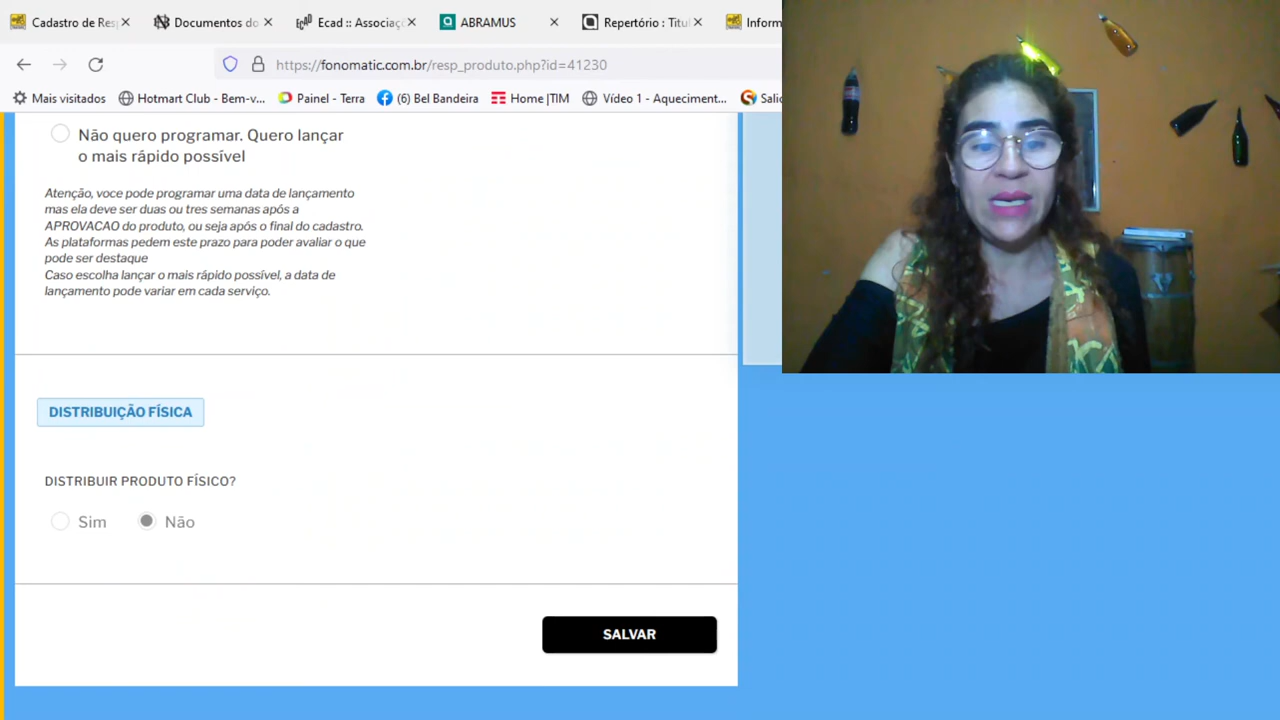 Cadastro de Resp
Documentos do
Ecad :: Associaç
ABRAMUS
Repertório : Titul
Inform
https://fonomatic.com.br/resp_produto.php?id=41230
Mais visitados
Hotmart Club - Bem-v...
Painel - Terra
(6) Bel Bandeira
Home |TIM
Vídeo 1 - Aqueciment...
Salic
Não quero programar. Quero lançar
o mais rápido possível
Atenção, voce pode programar uma data de lançamento
mas ela deve ser duas ou tres semanas após a
APROVACAO do produto, ou seja após o final do cadastro.
As plataformas pedem este prazo para poder avaliar o que
pode ser destaque
Caso escolha lançar o mais rápido possível, a data de
lançamento pode variar em cada serviço.
DISTRIBUIÇÃO FÍSICA
DISTRIBUIR PRODUTO FÍSICO?
Sim
Não
SALVAR